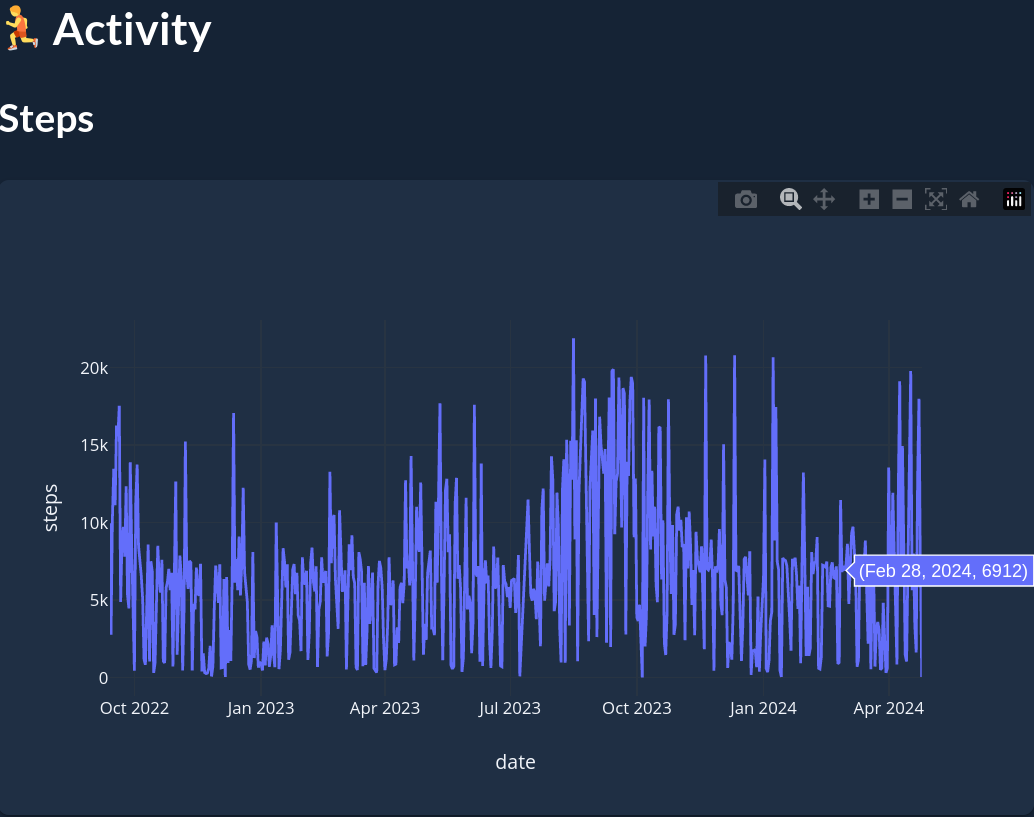 Activity
Steps
20k
15k
10k
5k
0
steps
(Feb 28, 2024, 6912)
Oct 2022
Jan 2023
Apr 2023
Jul 2023
Oct 2023
Jan 2024
Apr 2024
date